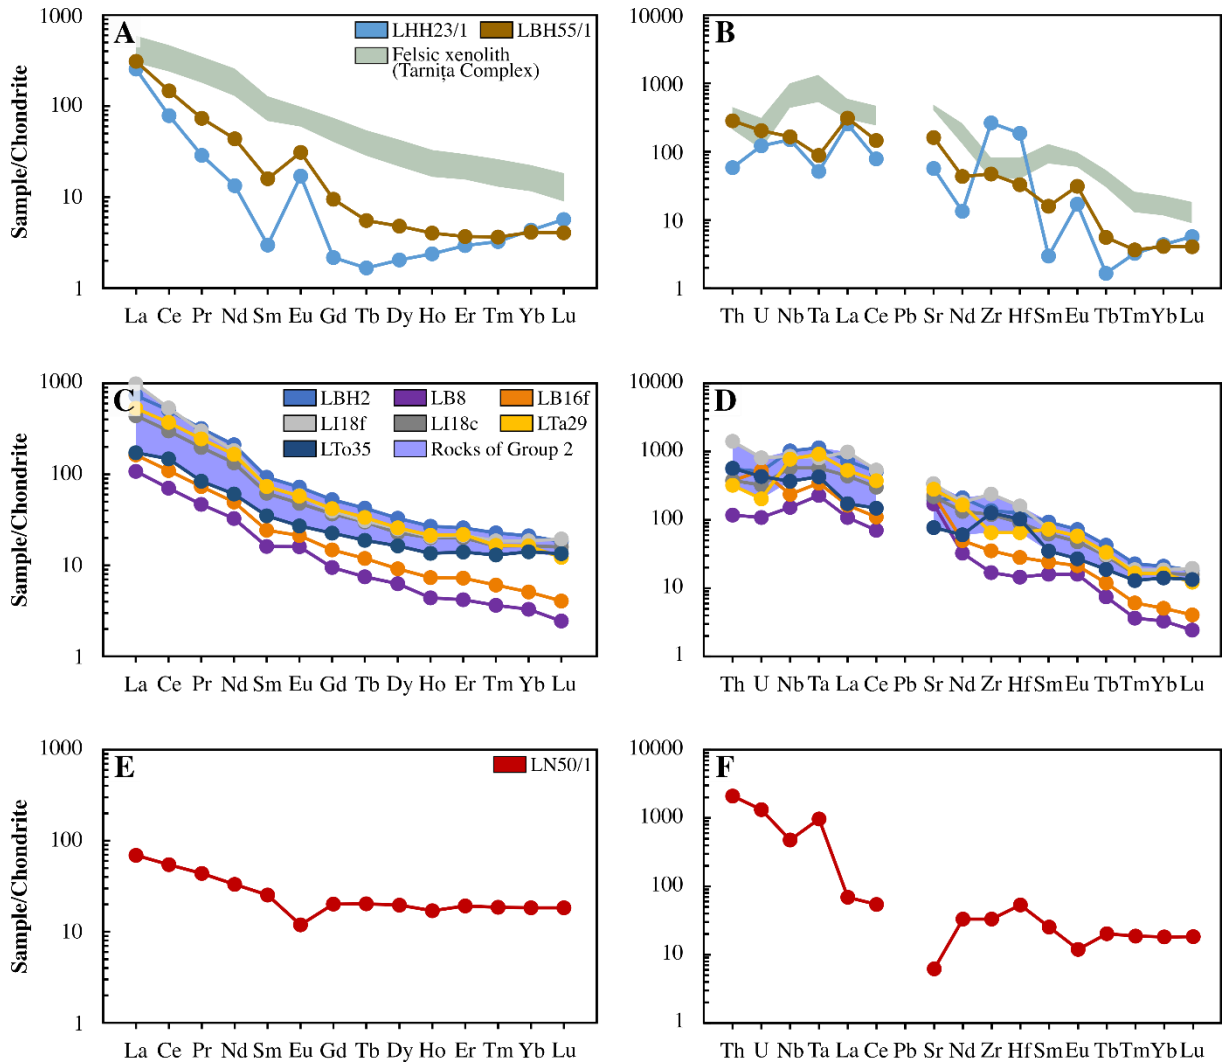 A
LHH23/1 LBH55/1
Felsic xenolith
(Tarnița Complex)
Sample/Chondrite
1000
100
10
1
La Ce Pr Nd Sm Eu Gd Tb Dy Ho Er Tm Yb Lu
B
10000
1000
100
10
1
Th U Nb Ta La Ce Pb Sr Nd Zr Hf Sm Eu Tb Tm Yb Lu
C
LBH2 LB8 LB16f
LI18f LI18c LTa29
LTo35 Rocks of Group 2
Sample/Chondrite
1000
100
10
1
La Ce Pr Nd Sm Eu Gd Tb Dy Ho Er Tm Yb Lu
D
10000
1000
100
10
1
Th U Nb Ta La Ce Pb Sr Nd Zr Hf Sm Eu Tb Tm Yb Lu
E
LN50/1
Sample/Chondrite
1000
100
10
1
La Ce Pr Nd Sm Eu Gd Tb Dy Ho Er Tm Yb Lu
F
10000
1000
100
10
1
Th U Nb Ta La Ce Pb Sr Nd Zr Hf Sm Eu Tb Tm Yb Lu